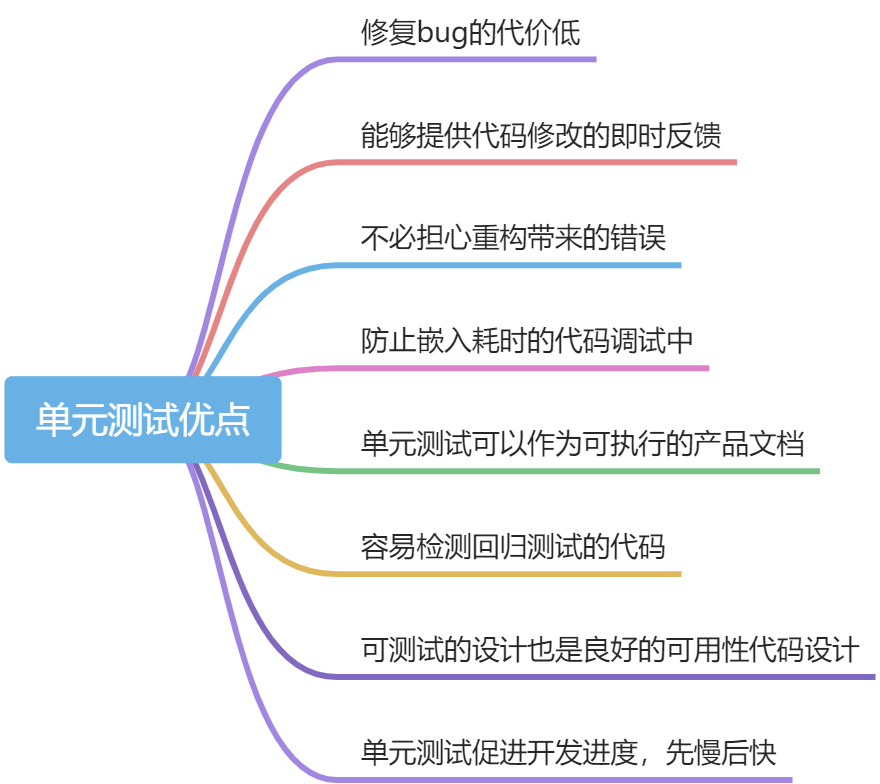 修复bug的代价低
能够提供代码修改的即时反馈
不必担心重构带来的错误
防止嵌入耗时的代码调试中
单元测试优点
单元测试可以作为可执行的产品文档
容易检测回归测试的代码
可测试的设计也是良好的可用性代码设计
单元测试促进开发进度，先慢后快